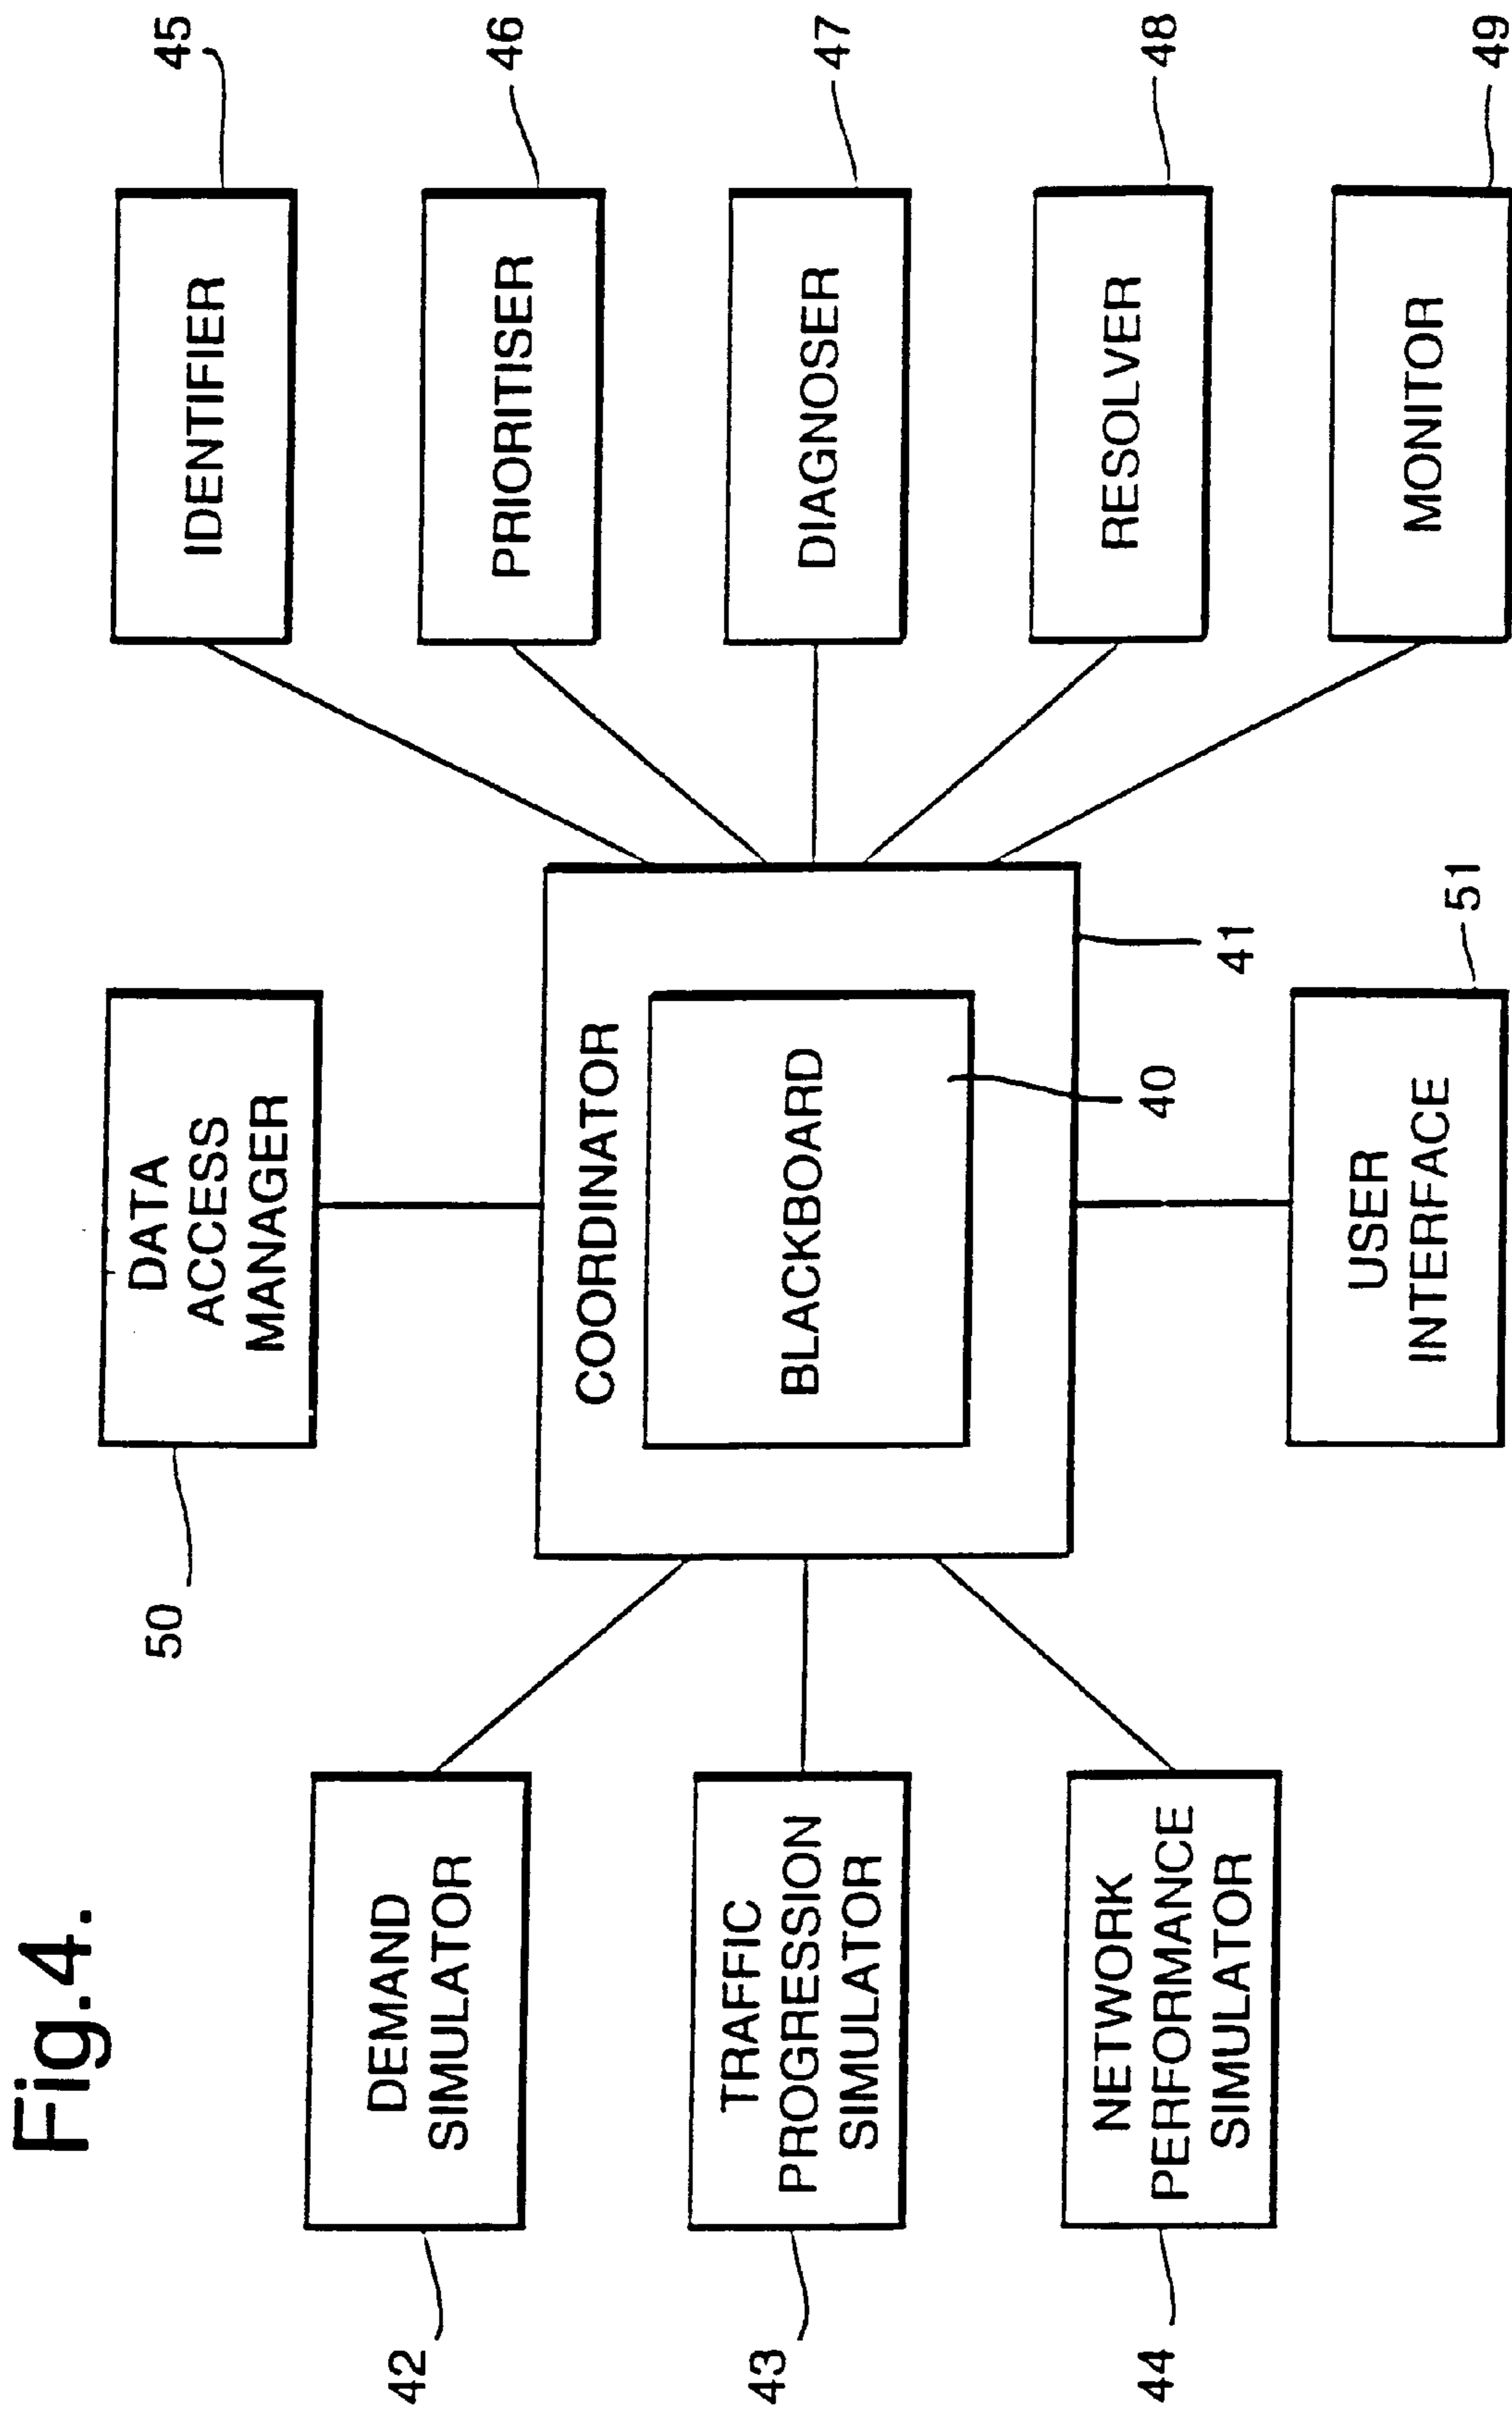 Fig.4.
50
DATA
ACCESS
MANAGER
42
DEMAND
SIMULATOR
43
TRAFFIC
PROGRESSION
SIMULATOR
44
NETWORK
PERFORMANCE
SIMULATOR
COORDINATOR
41
BLACKBOARD
40
IDENTIFIER
45
PRIORITISER
46
DIAGNOSER
47
RESOLVER
48
MONITOR
49
USER
INTERFACE
51